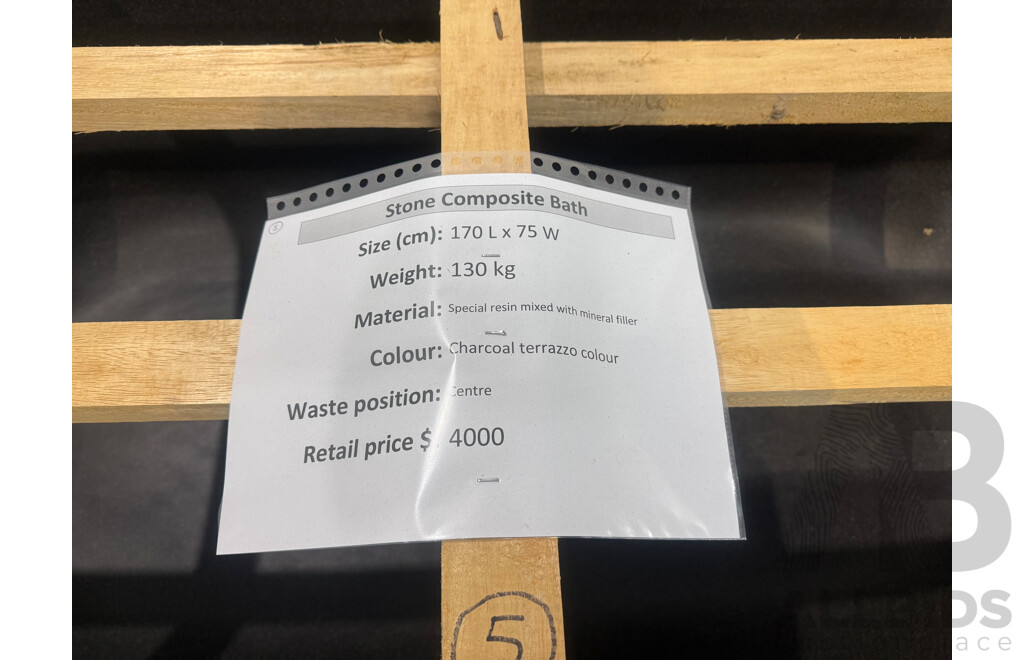 Stone Composite Bath
5
Size (cm): 170 L x 75 W
Weight: 130 kg
Material: Special resin mixed with mineral filler
Colour: Charcoal terrazzo colour
Waste position: Centre
Retail price $ 4000
5